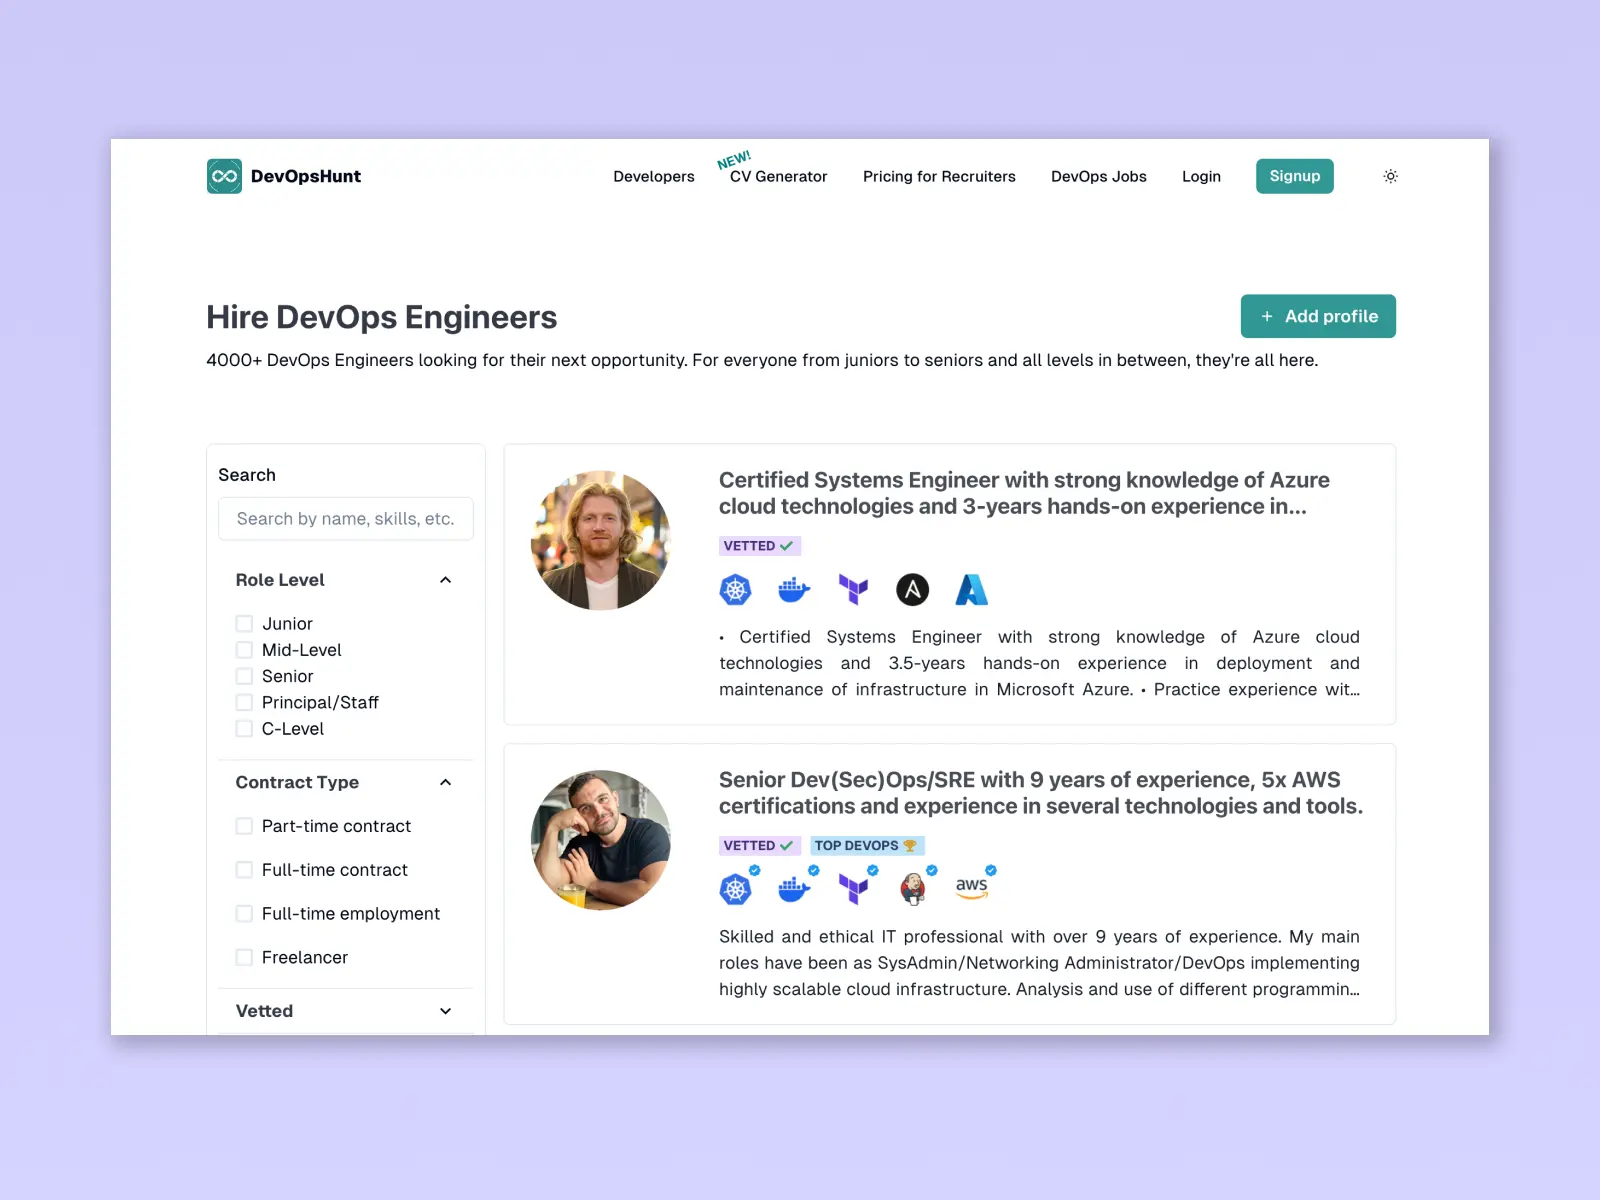 DevOpsHunt
Developers
NEW!
CV Generator
Pricing for Recruiters
DevOps Jobs
Login
Signup
Hire DevOps Engineers
+ Add profile
4000+ DevOps Engineers looking for their next opportunity. For everyone from juniors to seniors and all levels in between, they're all here.
Search
Search by name, skills, etc.
Role Level
Junior
Mid-Level
Senior
Principal/Staff
C-Level
Contract Type
Part-time contract
Full-time contract
Full-time employment
Freelancer
Vetted
Certified Systems Engineer with strong knowledge of Azure
cloud technologies and 3-years hands-on experience in...
VETTED
• Certified Systems Engineer with strong knowledge of Azure cloud
technologies and 3.5-years hands-on experience in deployment and
maintenance of infrastructure in Microsoft Azure. • Practice experience wit...
Senior Dev(Sec)Ops/SRE with 9 years of experience, 5x AWS
certifications and experience in several technologies and tools.
VETTED
TOP DEVOPS
aws
Skilled and ethical IT professional with over 9 years of experience. My main
roles have been as SysAdmin/Networking Administrator/DevOps implementing
highly scalable cloud infrastructure. Analysis and use of different programmin...